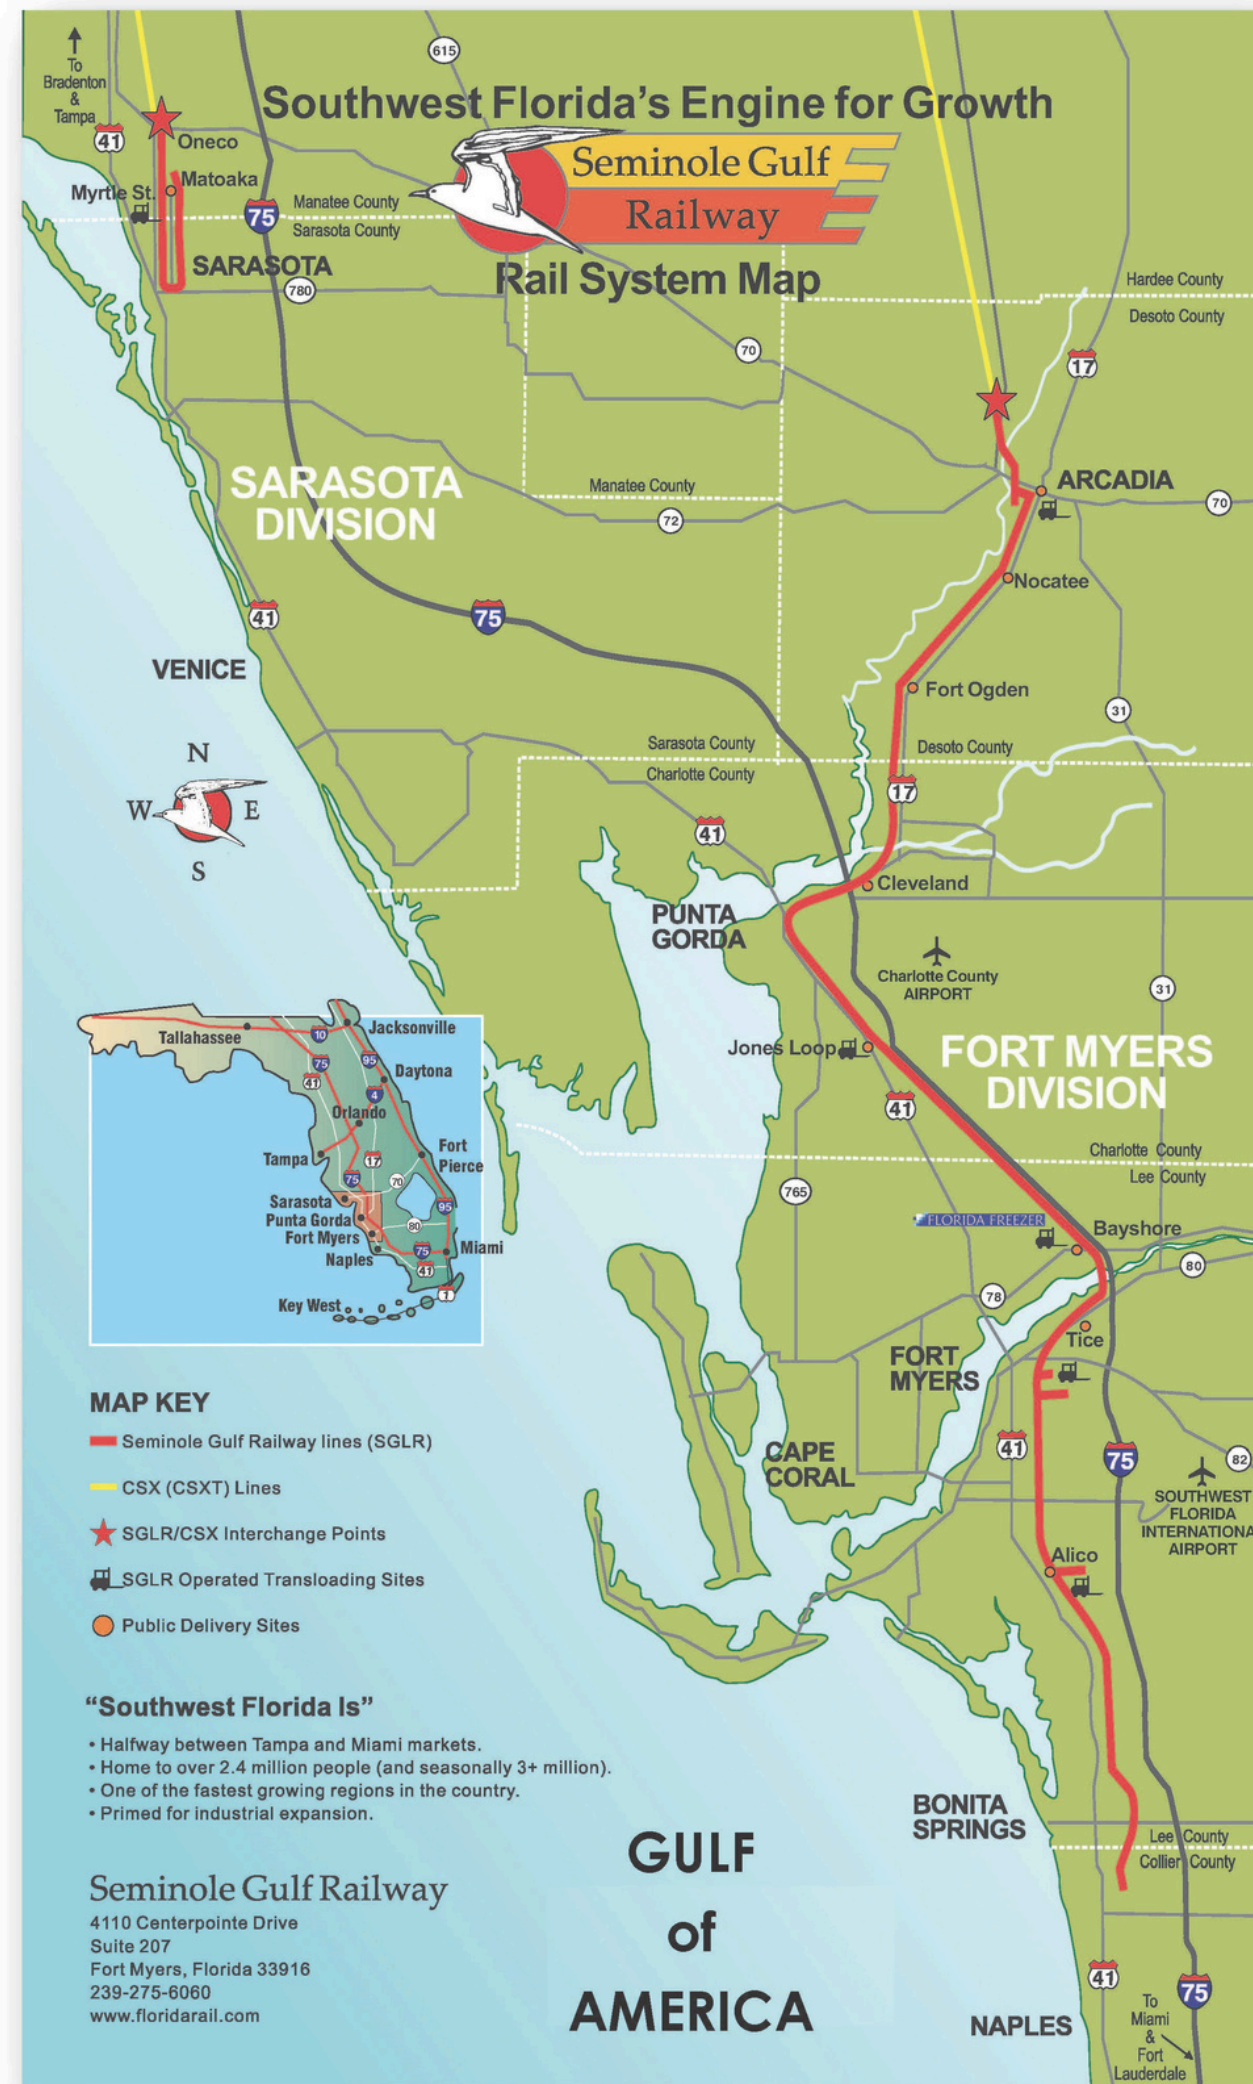 To
Bradenton
&
Tampa
615
Southwest Florida's Engine for Growth
Seminole Gulf
Railway
Rail System Map
41
Oneco
Myrtle St.
Matoaka
75
Manatee County
Sarasota County
SARASOTA
780
Hardee County
Desoto County
70
17
SARASOTA
DIVISION
Manatee County
72
ARCADIA
70
Nocatee
41
75
VENICE
Fort Ogden
31
N
W
E
S
Sarasota County
Charlotte County
Desoto County
17
41
Cleveland
PUNTA
GORDA
Charlotte County
AIRPORT
31
Jones Loop
FORT MYERS
DIVISION
41
Charlotte County
Lee County
765
FLORIDA FREEZER
Bayshore
80
78
Tice
FORT
MYERS
CAPE
CORAL
41
75
82
SOUTHWEST
FLORIDA
INTERNATIONA
AIRPORT
Alico
BONITA
SPRINGS
Lee County
Collier County
41
75
NAPLES
To
Miami
&
Fort
Lauderdale
Tallahassee
10
Jacksonville
75
95
41
Daytona
4
Orlando
Fort
Pierce
Tampa
17
75
70
Sarasota
95
Punta Gorda
80
Fort Myers
Naples
75
Miami
41
Key West
1
MAP KEY
Seminole Gulf Railway lines (SGLR)
CSX (CSXT) Lines
SGLR/CSX Interchange Points
SGLR Operated Transloading Sites
Public Delivery Sites
“Southwest Florida Is”
• Halfway between Tampa and Miami markets.
• Home to over 2.4 million people (and seasonally 3+ million).
• One of the fastest growing regions in the country.
• Primed for industrial expansion.
GULF
of
AMERICA
Seminole Gulf Railway
4110 Centerpointe Drive
Suite 207
Fort Myers, Florida 33916
239-275-6060
www.floridarail.com